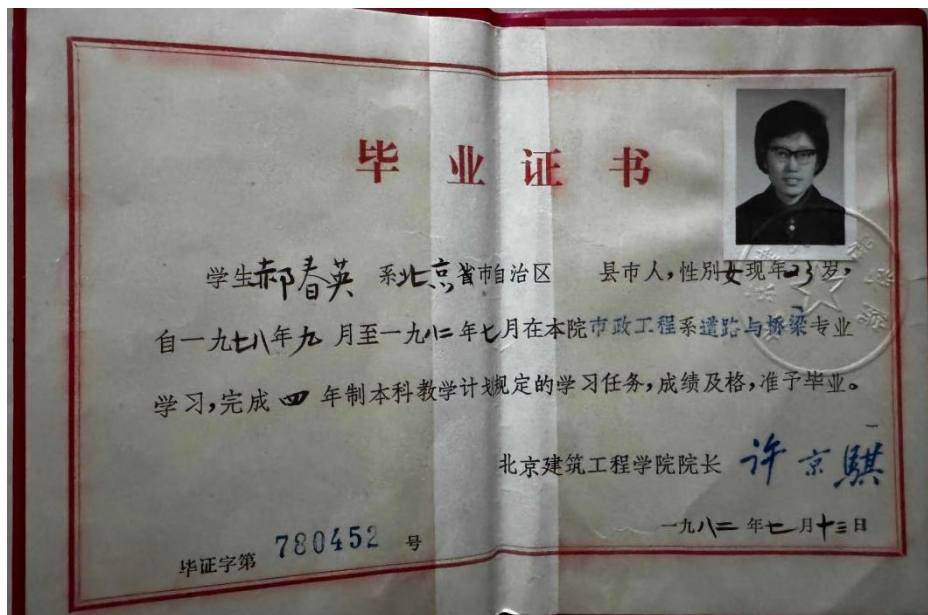 毕业证书
学生郝春英 系北京省市自治区 县市人，性别女现年23岁，
自一九七八年九月至一九八二年七月在本院市政工程系道路与桥梁专业
学习，完成四年制本科教学计划规定的学习任务，成绩及格，准予毕业。
北京建筑工程学院院长 许京骐
一九八二年七月十三日
毕证字第 780452 号